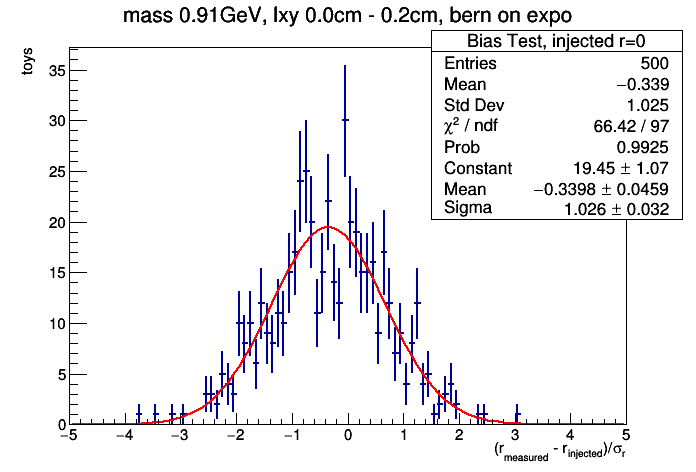 mass 0.91GeV, lxy 0.0cm - 0.2cm, bern on expo
Bias Test, injected r=0
Entries 500
Mean −0.339
Std Dev 1.025
χ² / ndf 66.42 / 97
Prob 0.9925
Constant 19.45 ± 1.07
Mean −0.3398 ± 0.0459
Sigma 1.026 ± 0.032
toys
35
30
25
20
15
10
5
0
−5 −4 −3 −2 −1 0 1 2 3 4 5
(r_measured - r_injected)/σ_r